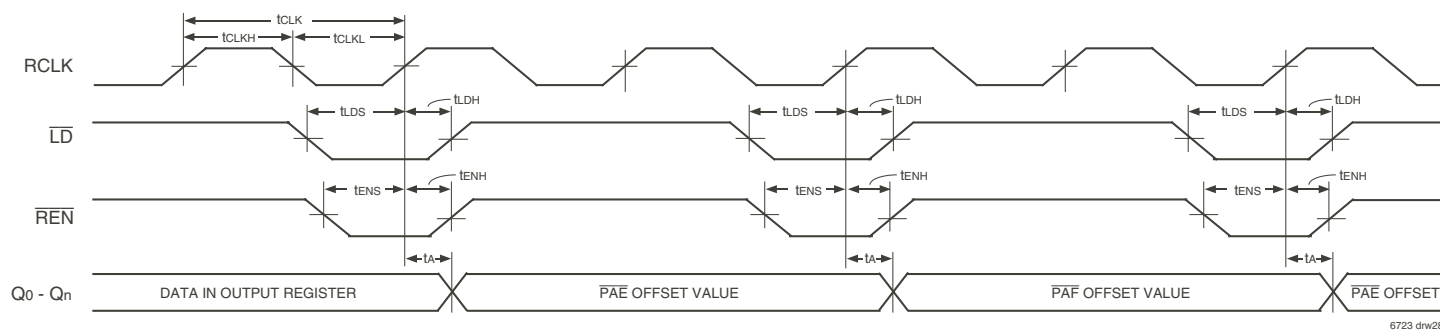 tCLK
tCLKH tCLKL
RCLK
tLDS tLDH tLDS tLDH tLDS tLDH
LD
tENS tENH tENS tENH tENS tENH
REN
tA tA tA
Q0 - Qn DATA IN OUTPUT REGISTER PAE OFFSET VALUE PAF OFFSET VALUE PAE OFFSET
6723 drw28